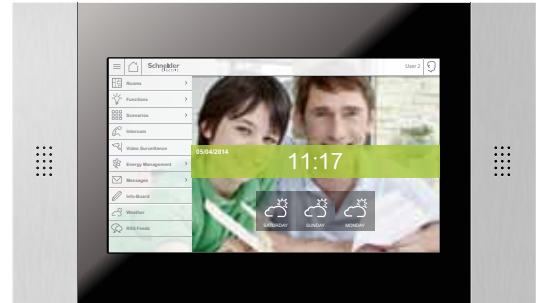 Schneider
Electric
User 2
Rooms
Functions
Scenarios
Intercom
Video Surveillance
Energy Management
Messages
Info-Board
Weather
RSS Feeds
05/04/2014
11:17
SATURDAY SUNDAY MONDAY